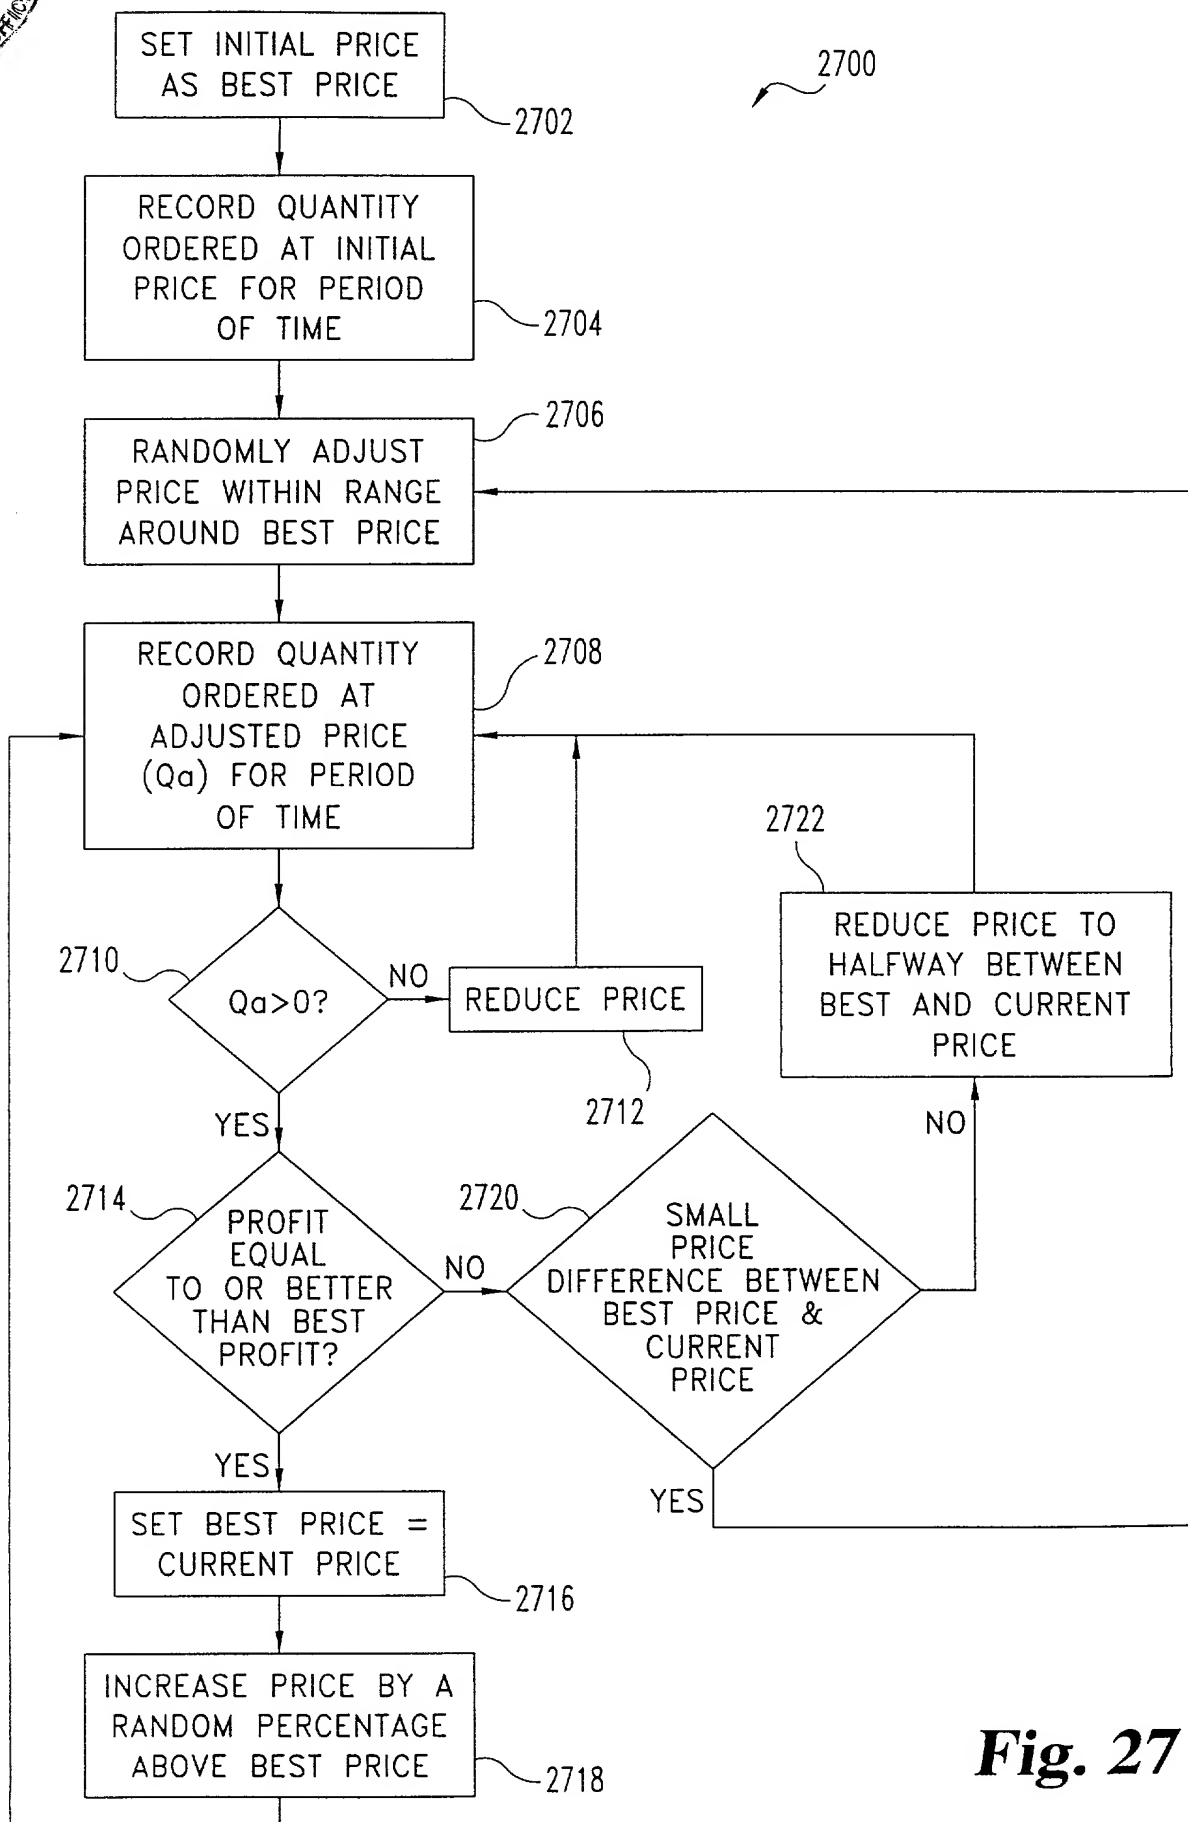 SET INITIAL PRICE
AS BEST PRICE
2700
2702
RECORD QUANTITY
ORDERED AT INITIAL
PRICE FOR PERIOD
OF TIME
2704
2706
RANDOMLY ADJUST
PRICE WITHIN RANGE
AROUND BEST PRICE
RECORD QUANTITY
ORDERED AT
ADJUSTED PRICE
(Qa) FOR PERIOD
OF TIME
2708
2722
REDUCE PRICE TO
HALFWAY BETWEEN
BEST AND CURRENT
PRICE
2710
Qa>0?
NO
REDUCE PRICE
2712
YES
NO
2714
PROFIT
EQUAL
TO OR BETTER
THAN BEST
PROFIT?
NO
2720
SMALL
PRICE
DIFFERENCE BETWEEN
BEST PRICE &
CURRENT
PRICE
YES
YES
SET BEST PRICE =
CURRENT PRICE
2716
INCREASE PRICE BY A
RANDOM PERCENTAGE
ABOVE BEST PRICE
2718
Fig. 27